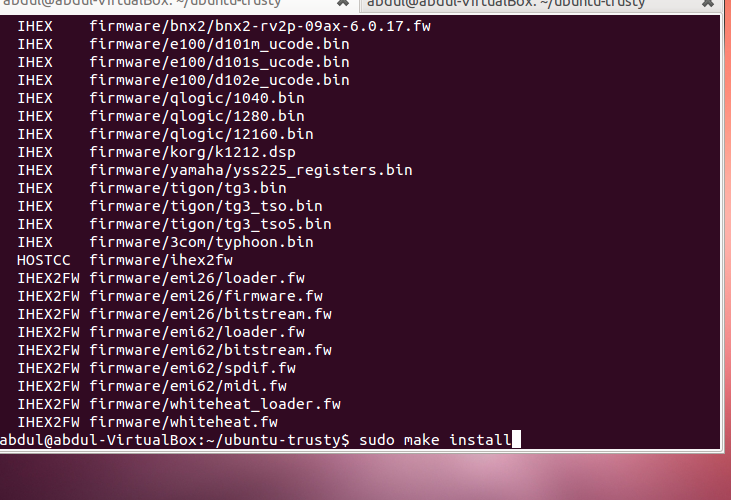 abdul@abdul-VirtualBox: ~/ubuntu-trusty
abdul@abdul-VirtualBox: ~/ubuntu-trusty
IHEX firmware/bnx2/bnx2-rv2p-09ax-6.0.17.fw
IHEX firmware/e100/d101m_ucode.bin
IHEX firmware/e100/d101s_ucode.bin
IHEX firmware/e100/d102e_ucode.bin
IHEX firmware/qlogic/1040.bin
IHEX firmware/qlogic/1280.bin
IHEX firmware/qlogic/12160.bin
IHEX firmware/korg/k1212.dsp
IHEX firmware/yamaha/yss225_registers.bin
IHEX firmware/tigon/tg3.bin
IHEX firmware/tigon/tg3_tso.bin
IHEX firmware/tigon/tg3_tso5.bin
IHEX firmware/3com/typhoon.bin
HOSTCC firmware/ihex2fw
IHEX2FW firmware/emi26/loader.fw
IHEX2FW firmware/emi26/firmware.fw
IHEX2FW firmware/emi26/bitstream.fw
IHEX2FW firmware/emi62/loader.fw
IHEX2FW firmware/emi62/bitstream.fw
IHEX2FW firmware/emi62/spdif.fw
IHEX2FW firmware/emi62/midi.fw
IHEX2FW firmware/whiteheat_loader.fw
IHEX2FW firmware/whiteheat.fw
abdul@abdul-VirtualBox:~/ubuntu-trusty$ sudo make install